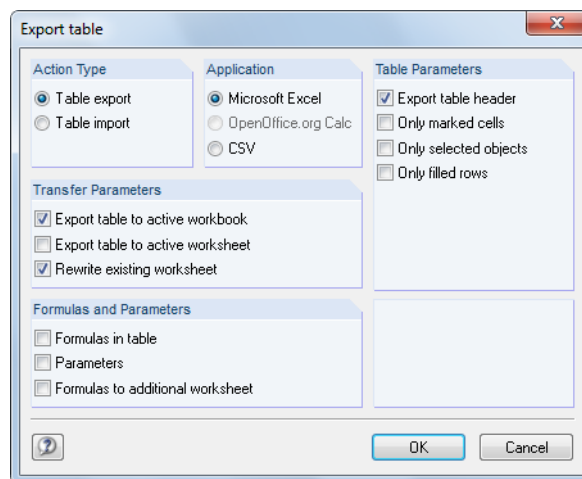 Export table
Action Type
Table export
Table import
Application
Microsoft Excel
OpenOffice.org Calc
CSV
Table Parameters
Export table header
Only marked cells
Only selected objects
Only filled rows
Transfer Parameters
Export table to active workbook
Export table to active worksheet
Rewrite existing worksheet
Formulas and Parameters
Formulas in table
Parameters
Formulas to additional worksheet
OK
Cancel